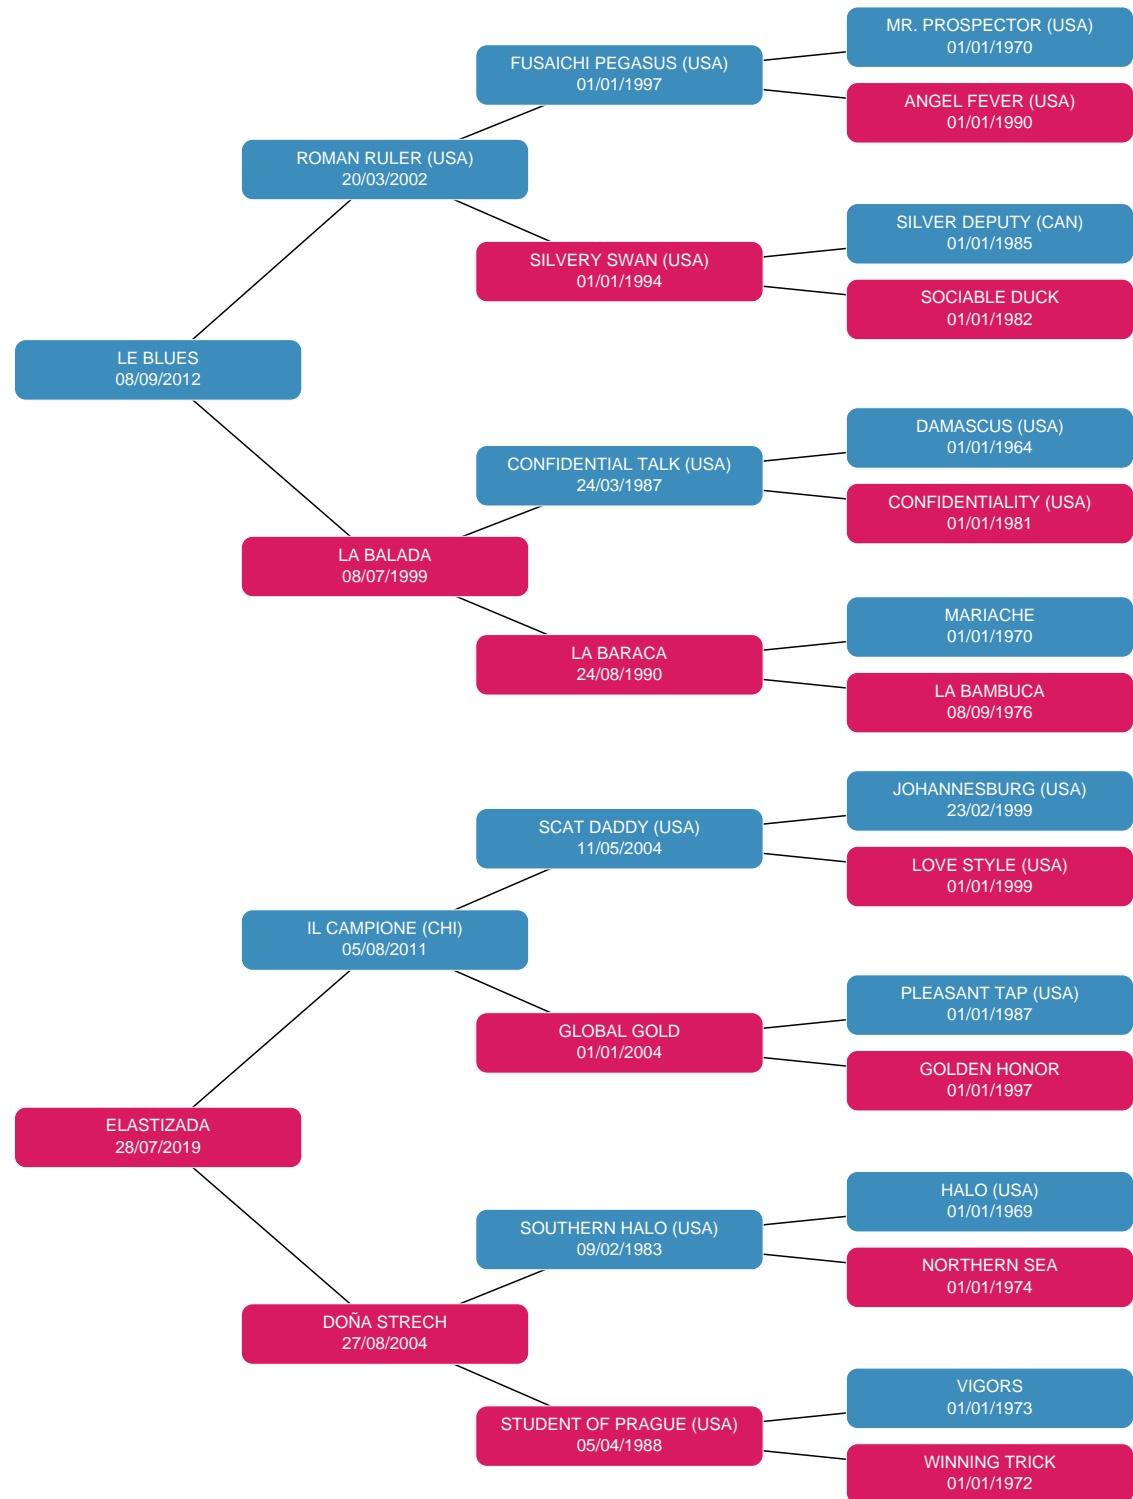 MR. PROSPECTOR (USA)
01/01/1970
FUSAICHI PEGASUS (USA)
01/01/1997
ANGEL FEVER (USA)
01/01/1990
ROMAN RULER (USA)
20/03/2002
SILVER DEPUTY (CAN)
01/01/1985
SILVERY SWAN (USA)
01/01/1994
SOCIABLE DUCK
01/01/1982
LE BLUES
08/09/2012
DAMASCUS (USA)
01/01/1964
CONFIDENTIAL TALK (USA)
24/03/1987
CONFIDENTIALITY (USA)
01/01/1981
LA BALADA
08/07/1999
MARIACHE
01/01/1970
LA BARACA
24/08/1990
LA BAMBUCA
08/09/1976
JOHANNESBURG (USA)
23/02/1999
SCAT DADDY (USA)
11/05/2004
LOVE STYLE (USA)
01/01/1999
IL CAMPIONE (CHI)
05/08/2011
PLEASANT TAP (USA)
01/01/1987
GLOBAL GOLD
01/01/2004
GOLDEN HONOR
01/01/1997
ELASTIZADA
28/07/2019
HALO (USA)
01/01/1969
SOUTHERN HALO (USA)
09/02/1983
NORTHERN SEA
01/01/1974
DOÑA STRECH
27/08/2004
VIGORS
01/01/1973
STUDENT OF PRAGUE (USA)
05/04/1988
WINNING TRICK
01/01/1972